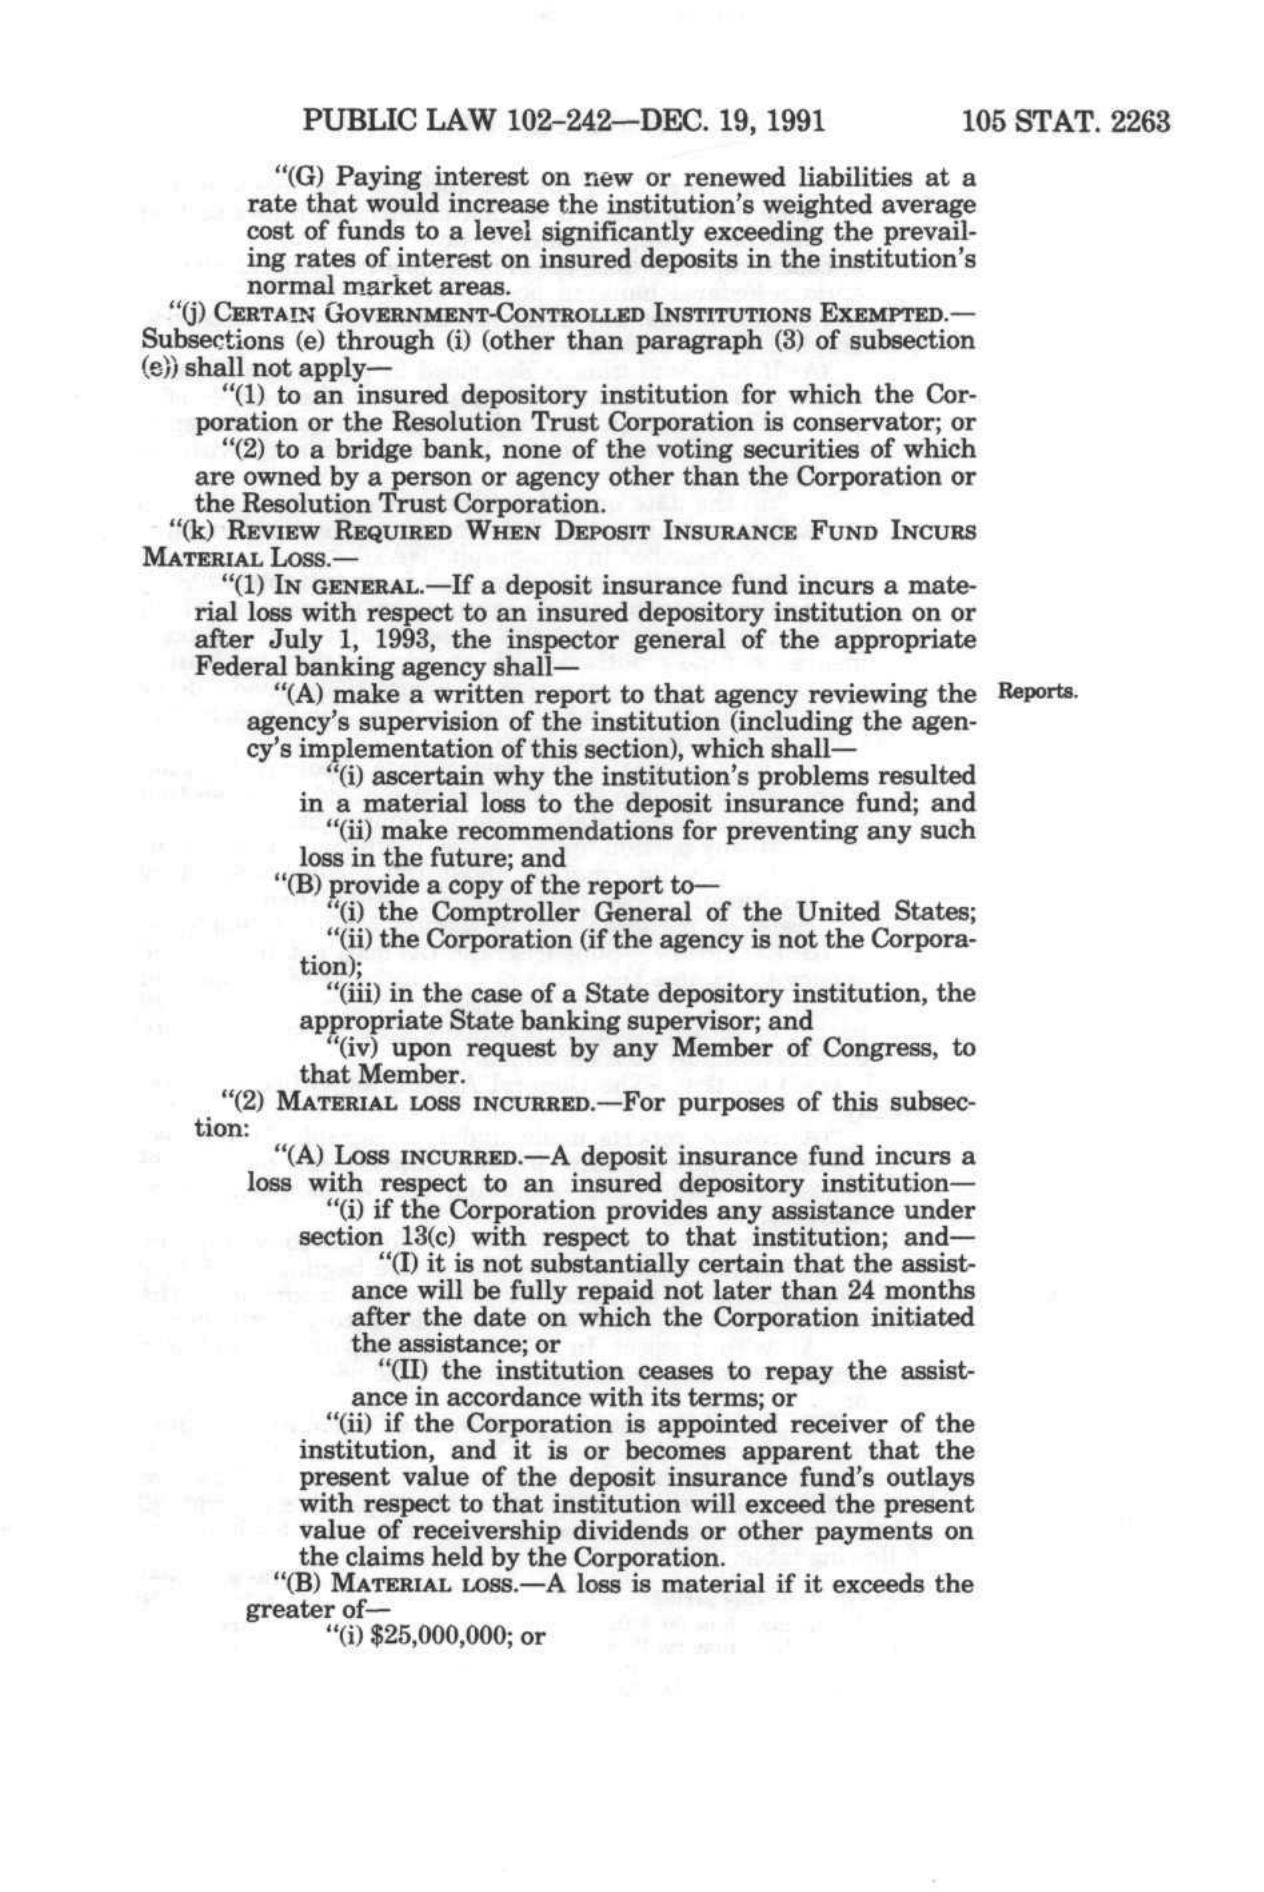 PUBLIC LAW 102-242—DEC. 19, 1991 105 STAT. 2263
“(G) Paying interest on new or renewed liabilities at a
rate that would increase the institution's weighted average
cost of funds to a level significantly exceeding the prevail-
ing rates of interest on insured deposits in the institution's
normal market areas.
“(j) CERTAIN GOVERNMENT-CONTROLLED INSTITUTIONS EXEMPTED.—
Subsections (e) through (i) (other than paragraph (3) of subsection
(e)) shall not apply—
“(1) to an insured depository institution for which the Cor-
poration or the Resolution Trust Corporation is conservator; or
“(2) to a bridge bank, none of the voting securities of which
are owned by a person or agency other than the Corporation or
the Resolution Trust Corporation.
“(k) REVIEW REQUIRED WHEN DEPOSIT INSURANCE FUND INCURS
MATERIAL LOSS.—
“(1) IN GENERAL.—If a deposit insurance fund incurs a mate-
rial loss with respect to an insured depository institution on or
after July 1, 1993, the inspector general of the appropriate
Federal banking agency shall—
“(A) make a written report to that agency reviewing the Reports.
agency's supervision of the institution (including the agen-
cy's implementation of this section), which shall—
“(i) ascertain why the institution's problems resulted
in a material loss to the deposit insurance fund; and
“(ii) make recommendations for preventing any such
loss in the future; and
“(B) provide a copy of the report to—
“(i) the Comptroller General of the United States;
“(ii) the Corporation (if the agency is not the Corpora-
tion);
“(iii) in the case of a State depository institution, the
appropriate State banking supervisor; and
“(iv) upon request by any Member of Congress, to
that Member.
“(2) MATERIAL LOSS INCURRED.—For purposes of this subsec-
tion:
“(A) LOSS INCURRED.—A deposit insurance fund incurs a
loss with respect to an insured depository institution—
“(i) if the Corporation provides any assistance under
section 13(c) with respect to that institution; and—
“(I) it is not substantially certain that the assist-
ance will be fully repaid not later than 24 months
after the date on which the Corporation initiated
the assistance; or
“(II) the institution ceases to repay the assist-
ance in accordance with its terms; or
“(ii) if the Corporation is appointed receiver of the
institution, and it is or becomes apparent that the
present value of the deposit insurance fund's outlays
with respect to that institution will exceed the present
value of receivership dividends or other payments on
the claims held by the Corporation.
“(B) MATERIAL LOSS.—A loss is material if it exceeds the
greater of—
“(i) $25,000,000; or